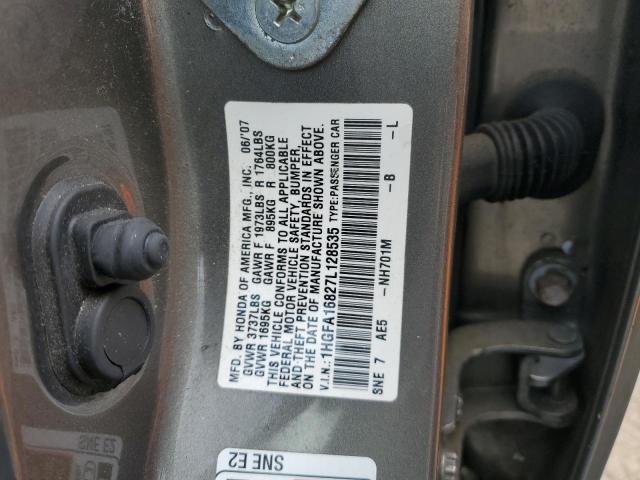 MFD. BY HONDA OF AMERICA MFG., INC. 06/07
GVWR 3737LBS GAWR F 1973LBS R 1764LBS
GVWR 1695KG GAWR F 895KG R 800KG
THIS VEHICLE CONFORMS TO ALL APPLICABLE
FEDERAL MOTOR VEHICLE SAFETY, BUMPER,
AND THEFT PREVENTION STANDARDS IN EFFECT
ON THE DATE OF MANUFACTURE SHOWN ABOVE.
V.I.N.: 1HGFA16827L128535 TYPE:PASSENGER CAR
SNE 7 AE5 -NH701M -B -L
SNE E2
SNE E2